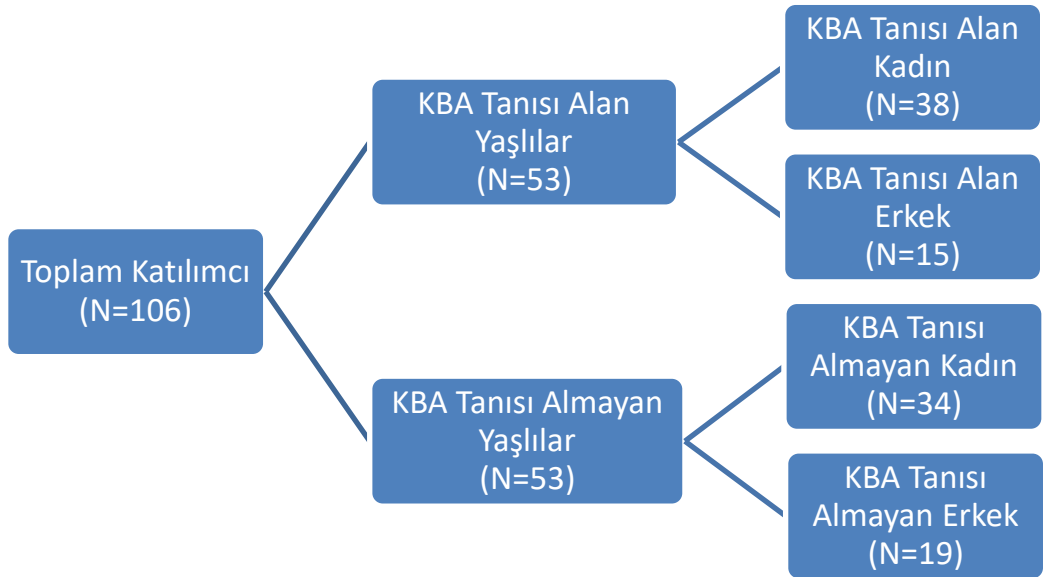 Toplam Katılımcı
(N=106)
KBA Tanısı Alan
Yaşlılar
(N=53)
KBA Tanısı Alan
Kadın
(N=38)
KBA Tanısı Alan
Erkek
(N=15)
KBA Tanısı Almayan
Yaşlılar
(N=53)
KBA Tanısı
Almayan Kadın
(N=34)
KBA Tanısı
Almayan Erkek
(N=19)